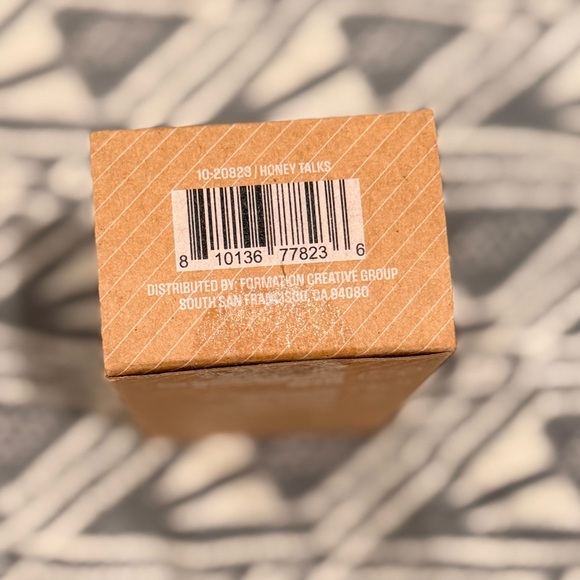 10-20823 | HONEY TALKS
8 10136 77823 6
DISTRIBUTED BY: FORMATION CREATIVE GROUP
SOUTH SAN FRANCISCO, CA 94080